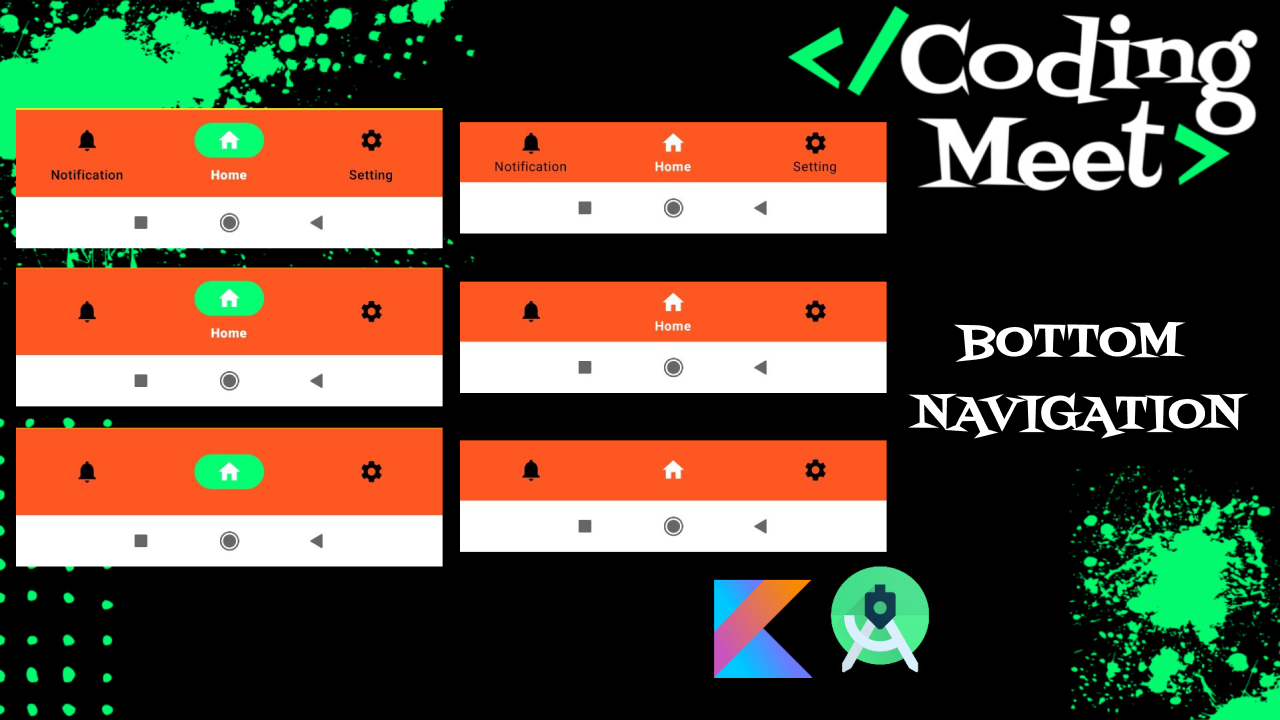 </Coding
Meet>
Notification Home Setting
Notification Home Setting
Home
Home
BOTTOM
NAVIGATION